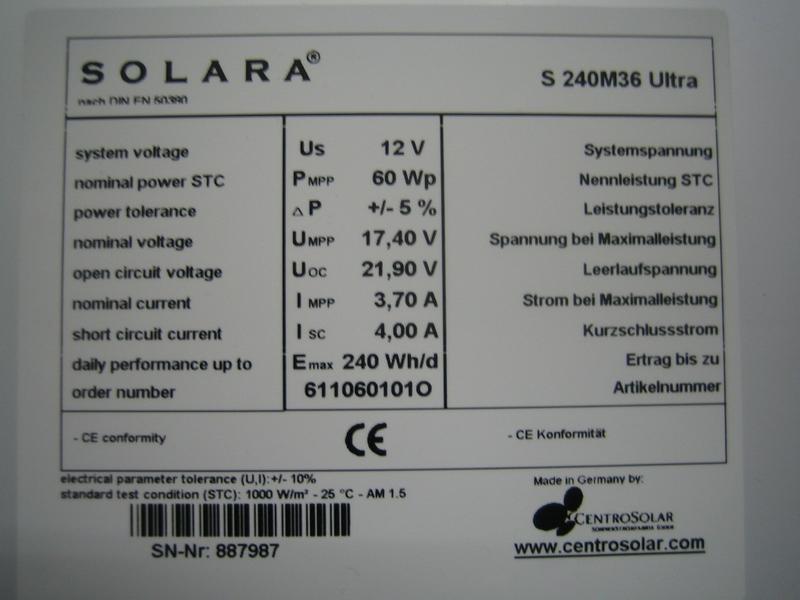 SOLARA®
S 240M36 Ultra
nach DIN EN 50380
system voltage Us 12 V Systemspannung
nominal power STC PMPP 60 Wp Nennleistung STC
power tolerance △P +/- 5 % Leistungstoleranz
nominal voltage UMPP 17,40 V Spannung bei Maximalleistung
open circuit voltage UOC 21,90 V Leerlaufspannung
nominal current I MPP 3,70 A Strom bei Maximalleistung
short circuit current I SC 4,00 A Kurzschlussstrom
daily performance up to Emax 240 Wh/d Ertrag bis zu
order number 611060101O Artikelnummer
- CE conformity CE - CE Konformität
electrical parameter tolerance (U,I):+/- 10%
standard test condition (STC): 1000 W/m² - 25 °C - AM 1.5
SN-Nr: 887987
Made in Germany by:
CENTROSOLAR
www.centrosolar.com